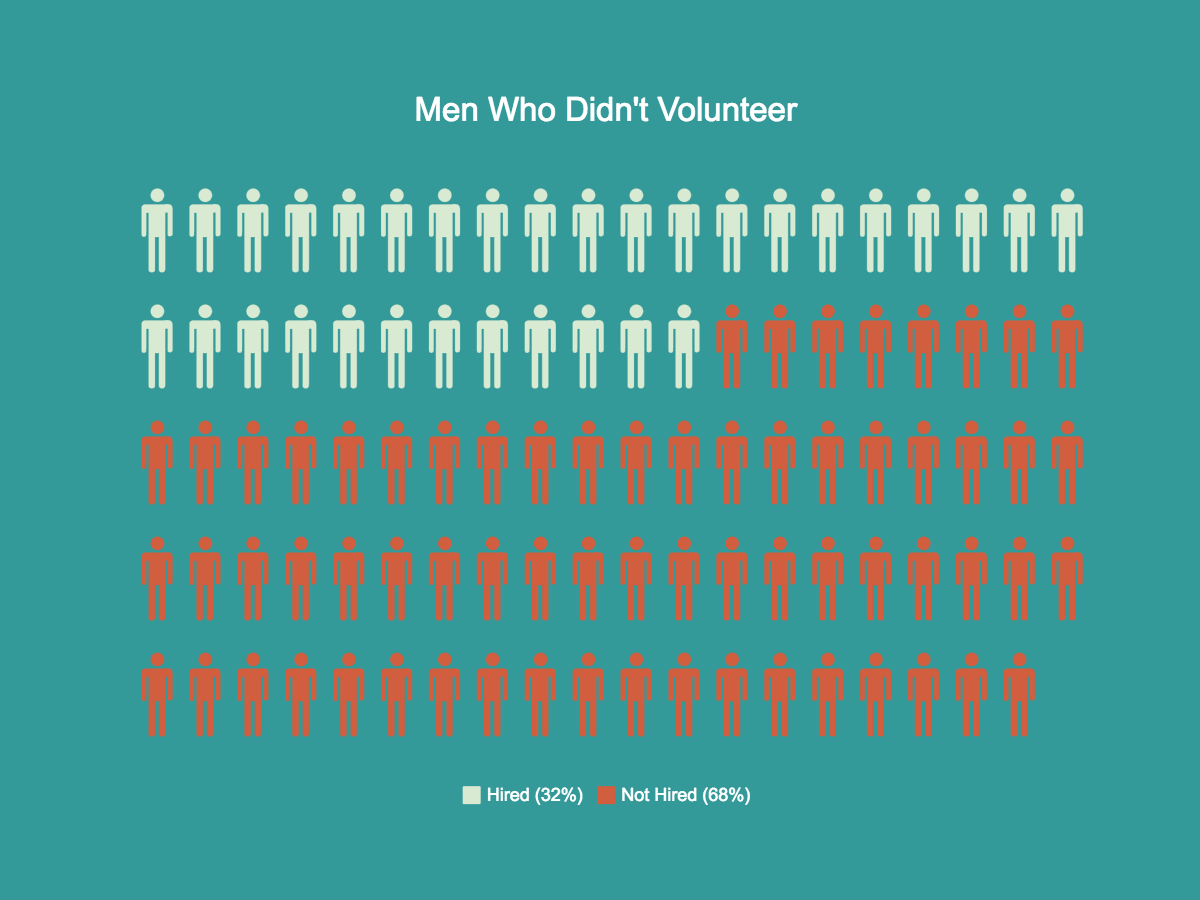 Men Who Didn't Volunteer
Hired (32%) Not Hired (68%)